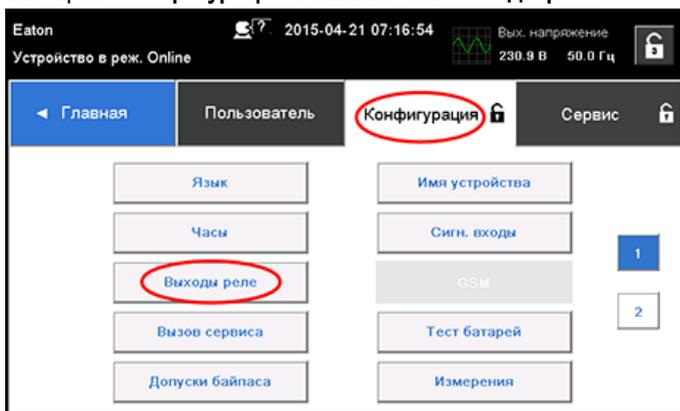 Eaton
2015-04-21 07:16:54
Вых. напряжение
Устройство в реж. Online
230.9 В 50.0 Гц
3
◄ Главная
Пользователь
Конфигурация
Сервис
Язык
Имя устройства
Часы
Сигн. входы
1
Выходы реле
GSM
2
Вызов сервиса
Тест батарей
Допуски байпаса
Измерения